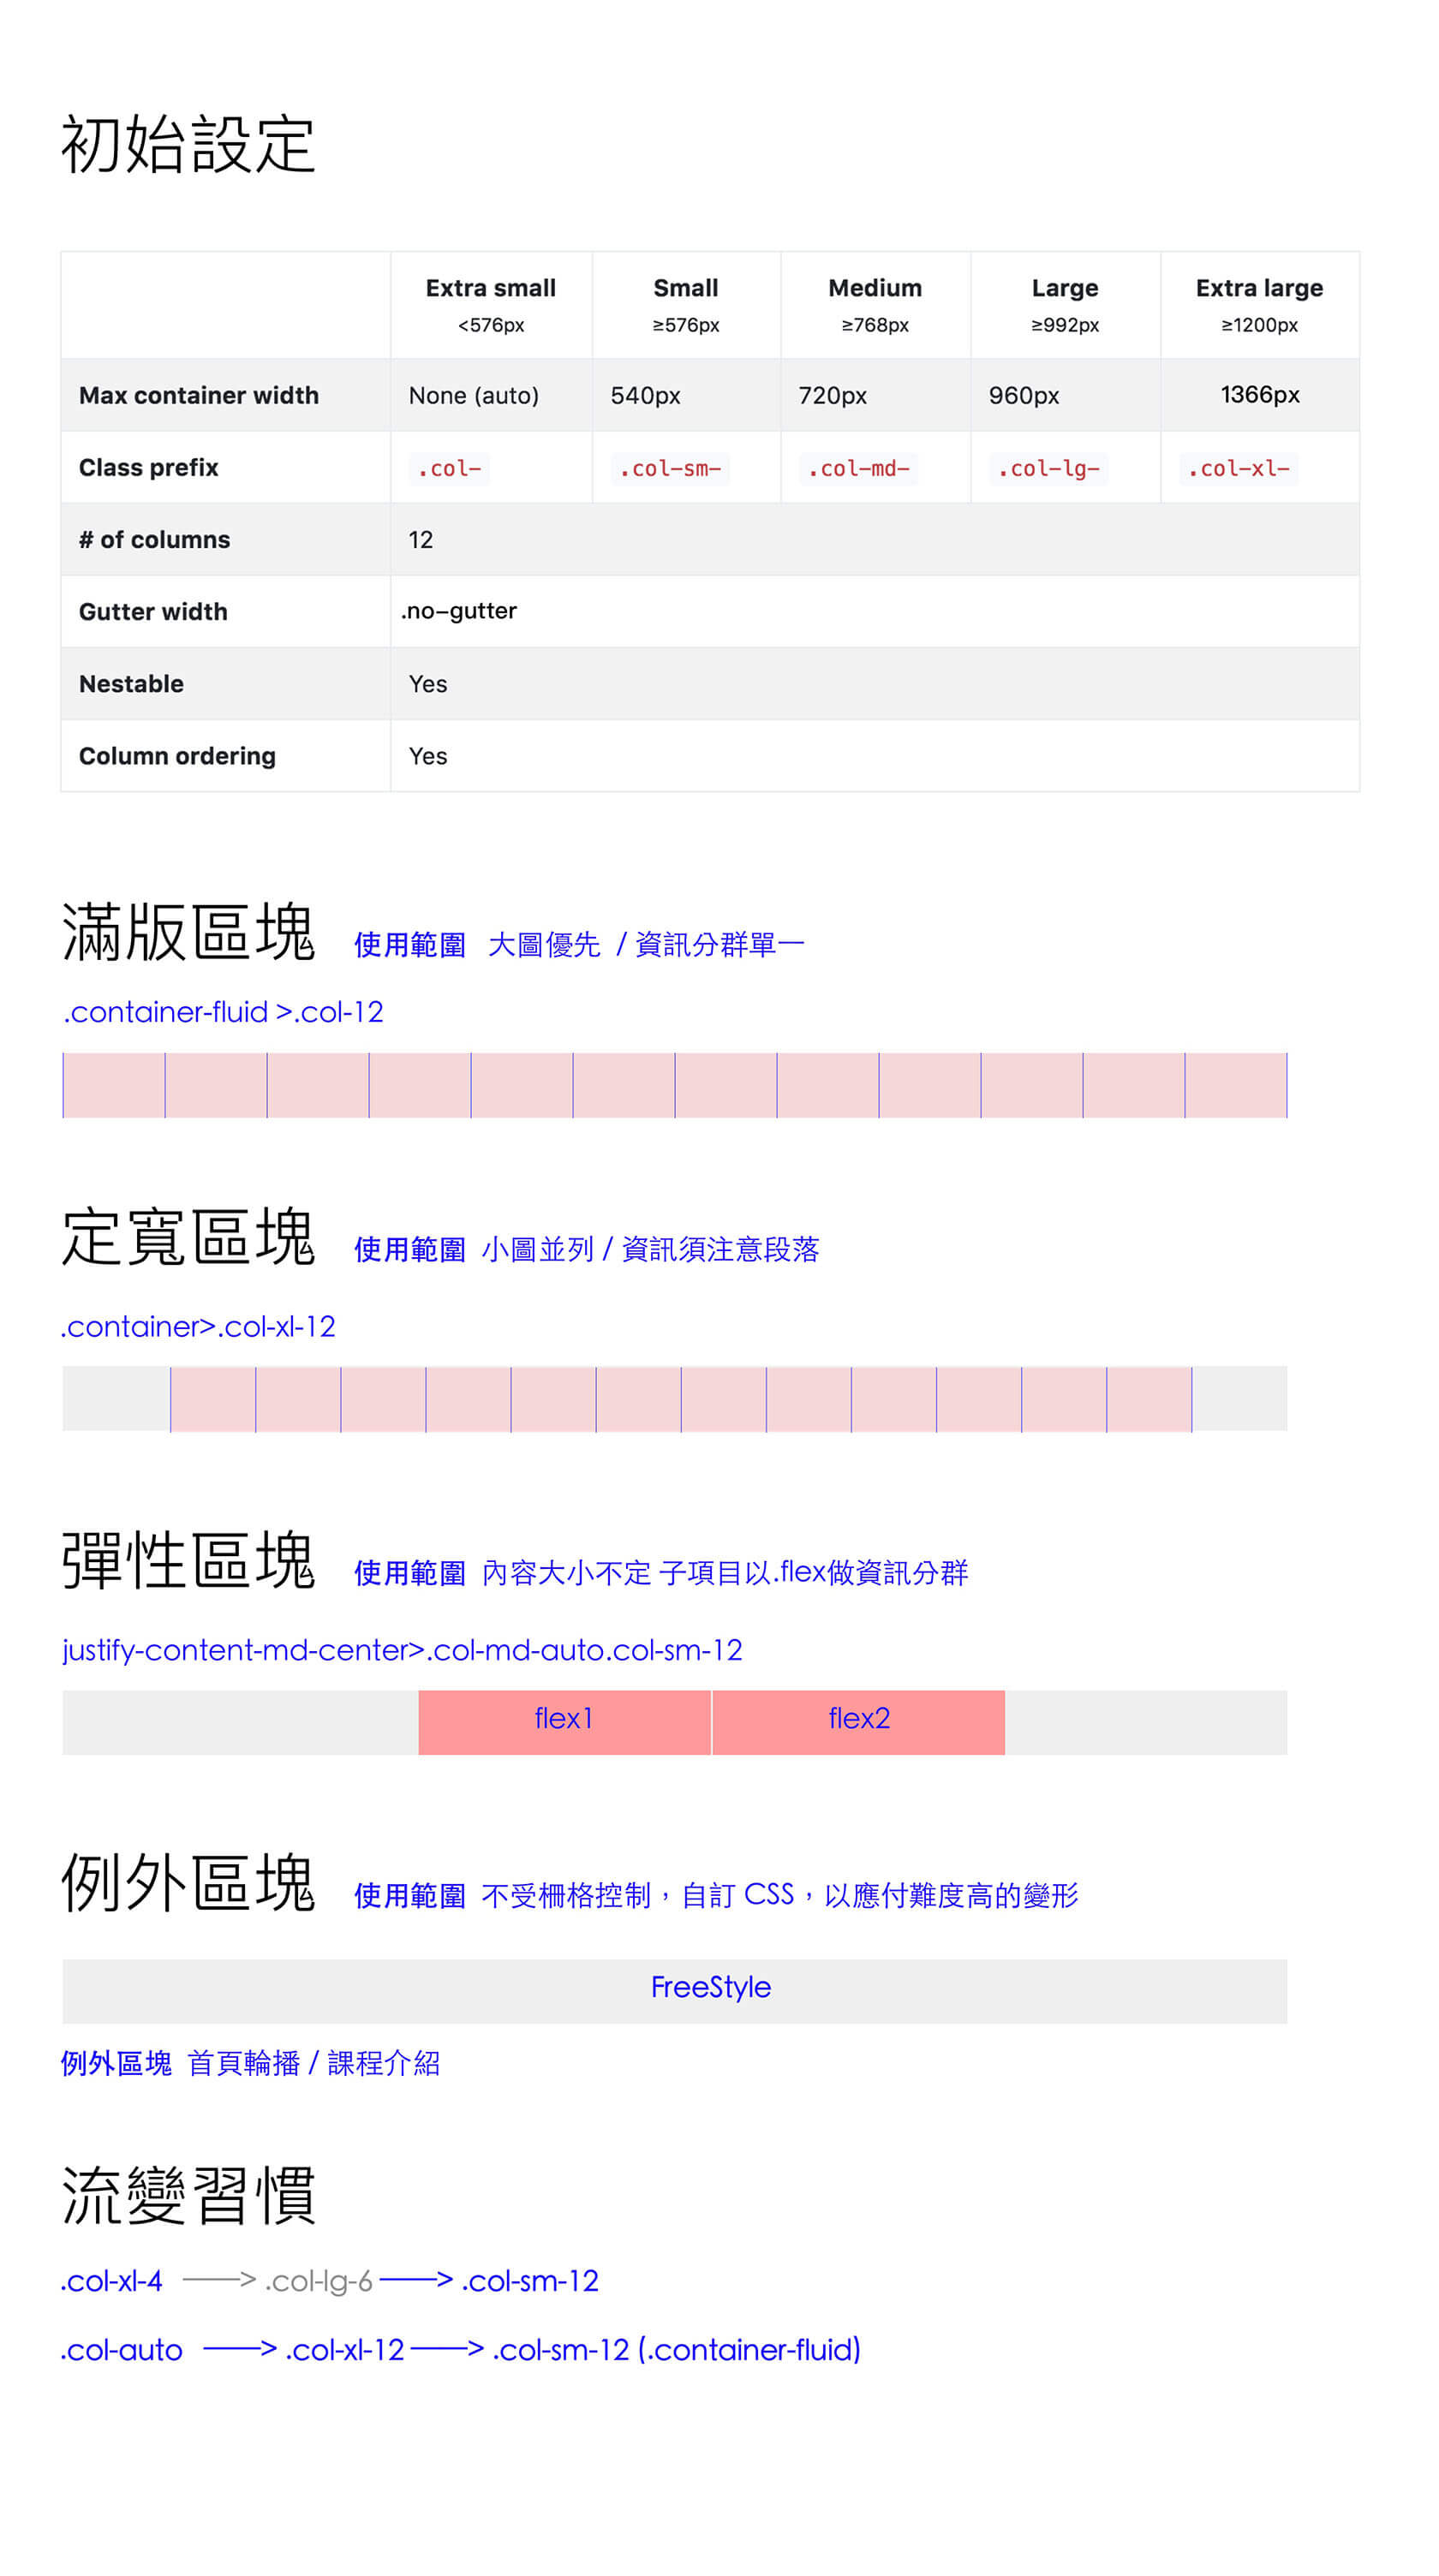 初始設定
Extra small Small Medium Large Extra large
<576px ≥576px ≥768px ≥992px ≥1200px
Max container width None (auto) 540px 720px 960px 1366px
Class prefix .col- .col-sm- .col-md- .col-lg- .col-xl-
# of columns 12
Gutter width .no-gutter
Nestable Yes
Column ordering Yes
滿版區塊 使用範圍 大圖優先 / 資訊分群單一
.container-fluid >.col-12
定寬區塊 使用範圍 小圖並列 / 資訊須注意段落
.container>.col-xl-12
彈性區塊 使用範圍 內容大小不定 子項目以.flex做資訊分群
justify-content-md-center>.col-md-auto.col-sm-12
flex1 flex2
例外區塊 使用範圍 不受柵格控制,自訂 CSS,以應付難度高的變形
FreeStyle
例外區塊 首頁輪播 / 課程介紹
流變習慣
.col-xl-4 ——> .col-lg-6 ——> .col-sm-12
.col-auto ——> .col-xl-12 ——> .col-sm-12 (.container-fluid)